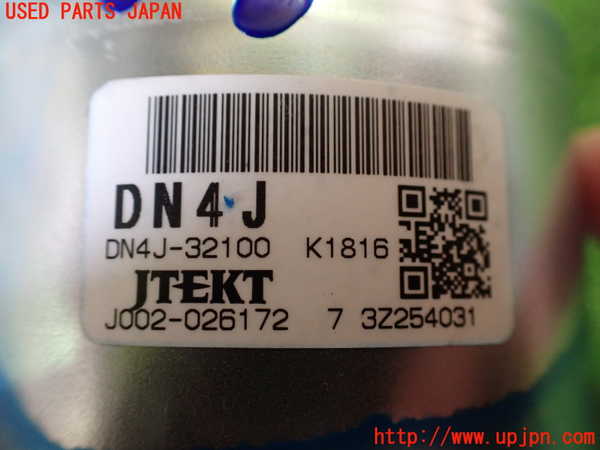 USED PARTS JAPAN
DN4J
DN4J-32100 K1816
JTEKT
J002-026172 7 3Z254031
http://www.upjpn.com/